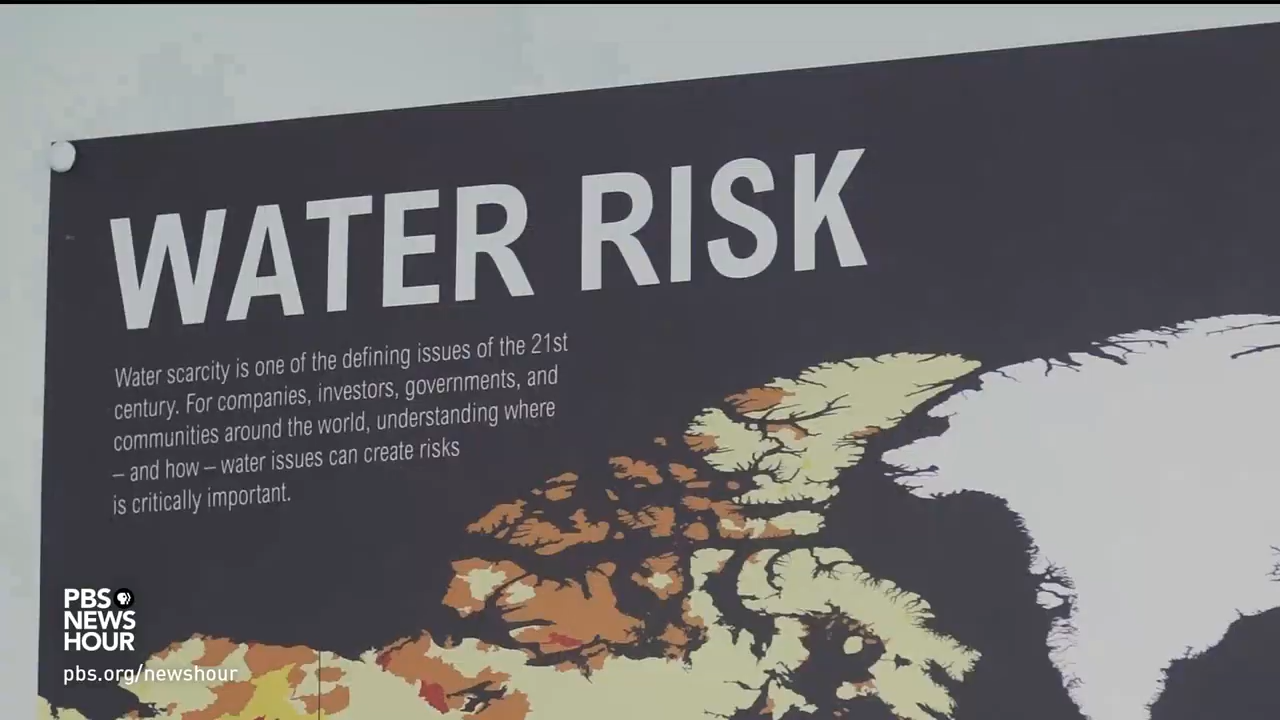 WATER RISK
Water scarcity is one of the defining issues of the 21st
century. For companies, investors, governments, and
communities around the world, understanding where
– and how – water issues can create risks
is critically important.
PBS
NEWS
HOUR
pbs.org/newshour